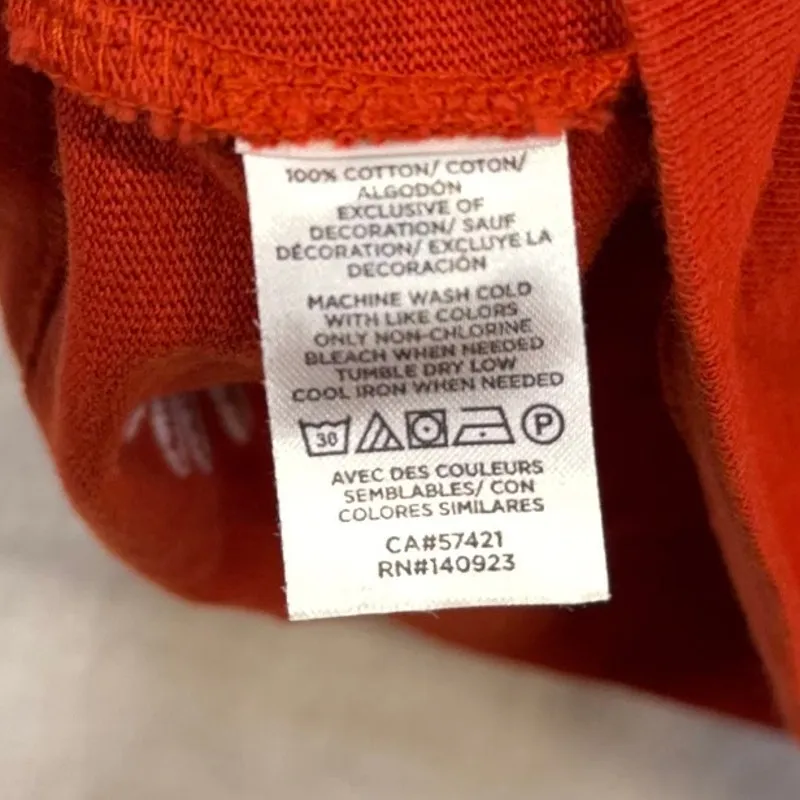 100% COTTON/ COTON/
ALGODÓN
EXCLUSIVE OF
DECORATION/ SAUF
DÉCORATION/ EXCLUYE LA
DECORACIÓN
MACHINE WASH COLD
WITH LIKE COLORS
ONLY NON-CHLORINE
BLEACH WHEN NEEDED
TUMBLE DRY LOW
COOL IRON WHEN NEEDED
30 P
AVEC DES COULEURS
SEMBLABLES/ CON
COLORES SIMILARES
CA#57421
RN#140923